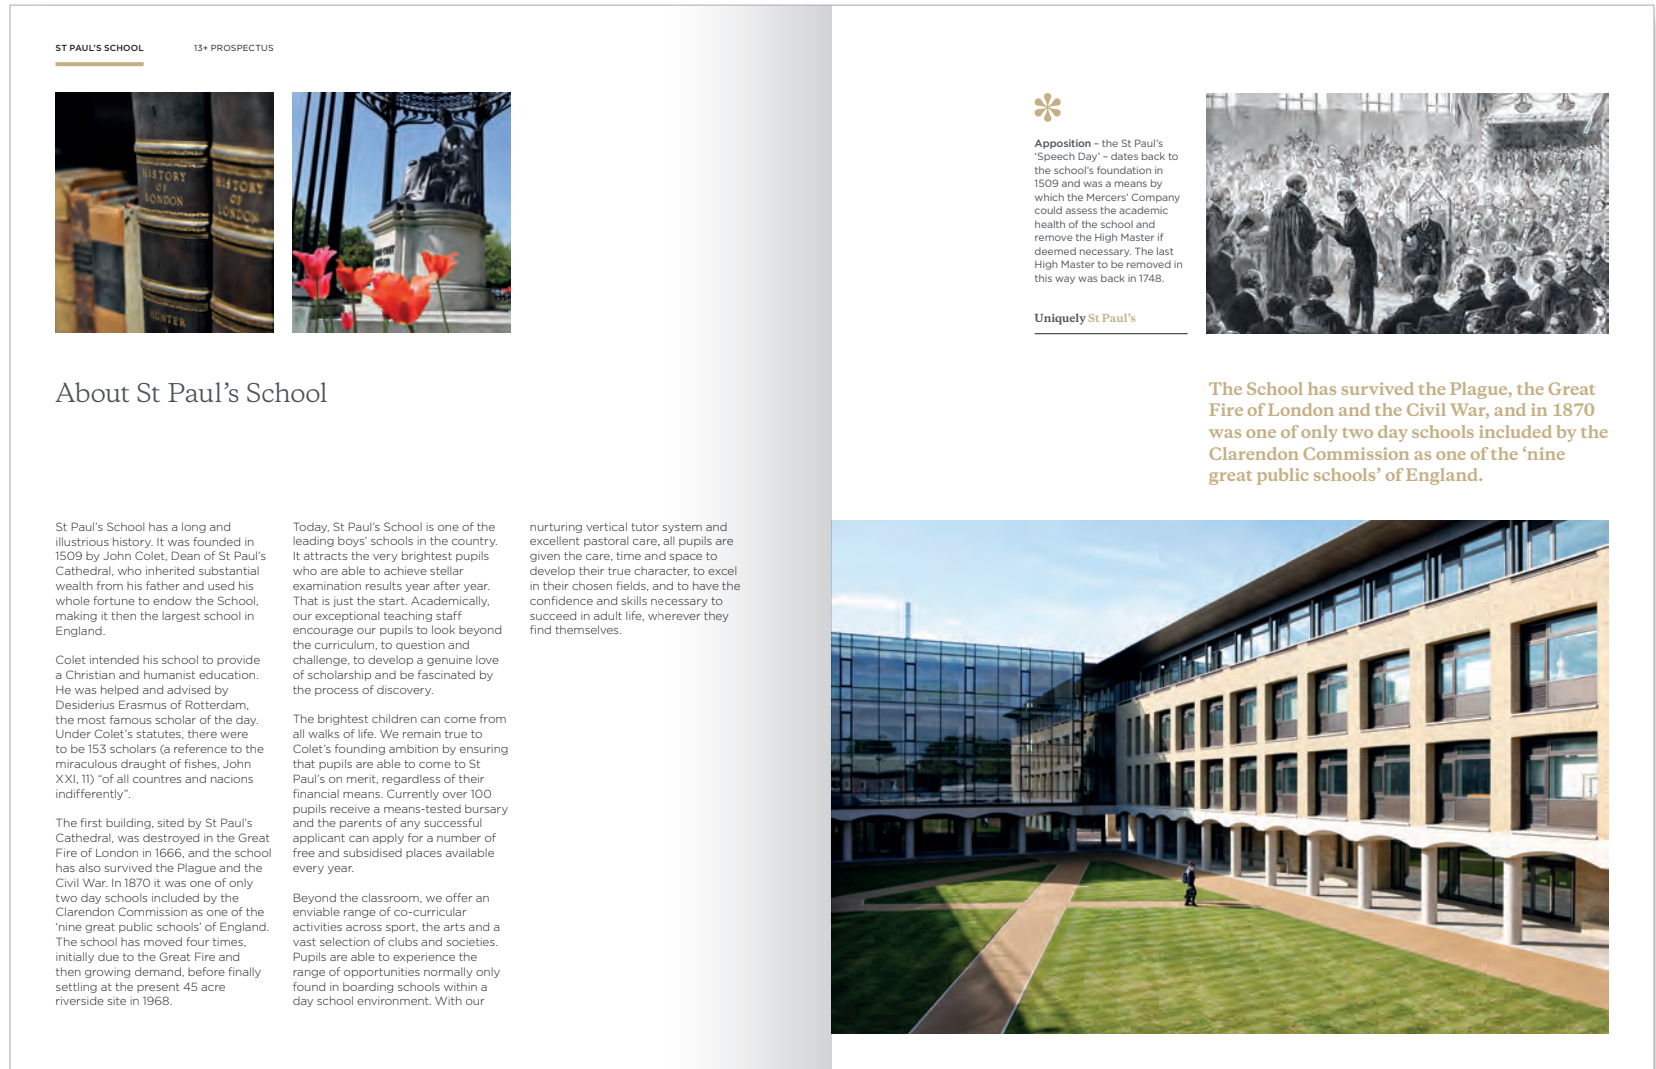 ST PAUL'S SCHOOL
13+ PROSPECTUS
HISTORY
OF
LONDON
HUNTER
HISTORY
OF
LONDON
About St Paul's School
St Paul's School has a long and
illustrious history. It was founded in
1509 by John Colet, Dean of St Paul's
Cathedral, who inherited substantial
wealth from his father and used his
whole fortune to endow the School,
making it then the largest school in
England.
Colet intended his school to provide
a Christian and humanist education.
He was helped and advised by
Desiderius Erasmus of Rotterdam,
the most famous scholar of the day.
Under Colet's statutes, there were
to be 153 scholars (a reference to the
miraculous draught of fishes, John
XXI, 11) “of all countres and nacions
indifferently”.
The first building, sited by St Paul's
Cathedral, was destroyed in the Great
Fire of London in 1666, and the school
has also survived the Plague and the
Civil War. In 1870 it was one of only
two day schools included by the
Clarendon Commission as one of the
‘nine great public schools’ of England.
The school has moved four times,
initially due to the Great Fire and
then growing demand, before finally
settling at the present 45 acre
riverside site in 1968.
Today, St Paul's School is one of the
leading boys’ schools in the country.
It attracts the very brightest pupils
who are able to achieve stellar
examination results year after year.
That is just the start. Academically,
our exceptional teaching staff
encourage our pupils to look beyond
the curriculum, to question and
challenge, to develop a genuine love
of scholarship and be fascinated by
the process of discovery.
The brightest children can come from
all walks of life. We remain true to
Colet's founding ambition by ensuring
that pupils are able to come to St
Paul's on merit, regardless of their
financial means. Currently over 100
pupils receive a means-tested bursary
and the parents of any successful
applicant can apply for a number of
free and subsidised places available
every year.
Beyond the classroom, we offer an
enviable range of co-curricular
activities across sport, the arts and a
vast selection of clubs and societies.
Pupils are able to experience the
range of opportunities normally only
found in boarding schools within a
day school environment. With our
nurturing vertical tutor system and
excellent pastoral care, all pupils are
given the care, time and space to
develop their true character, to excel
in their chosen fields, and to have the
confidence and skills necessary to
succeed in adult life, wherever they
find themselves.
Apposition – the St Paul's
‘Speech Day’ – dates back to
the school's foundation in
1509 and was a means by
which the Mercers’ Company
could assess the academic
health of the school and
remove the High Master if
deemed necessary. The last
High Master to be removed in
this way was back in 1748.
Uniquely St Paul's
The School has survived the Plague, the Great
Fire of London and the Civil War, and in 1870
was one of only two day schools included by the
Clarendon Commission as one of the ‘nine
great public schools’ of England.